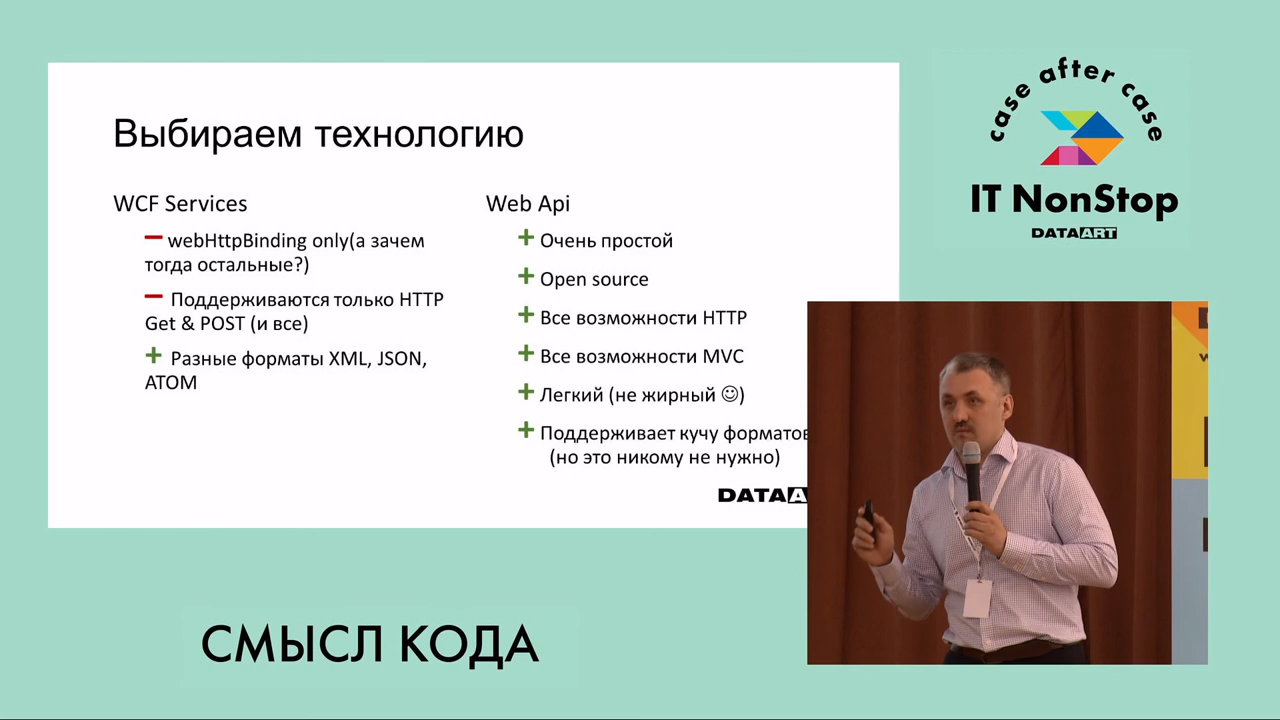 Выбираем технологию
WCF Services
− webHttpBinding only(а зачем
тогда остальные?)
− Поддерживаются только HTTP
Get & POST (и все)
+ Разные форматы XML, JSON,
ATOM
Web Api
+ Очень простой
+ Open source
+ Все возможности HTTP
+ Все возможности MVC
+ Легкий (не жирный ☺)
+ Поддерживает кучу форматов
(но это никому не нужно)
DATAA
case after case
IT NonStop
DATAART
СМЫСЛ КОДА